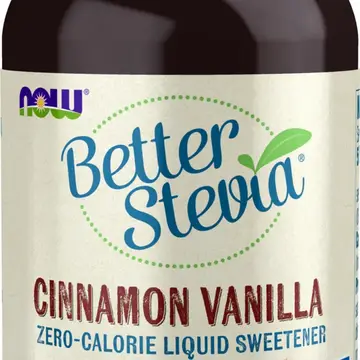 NOW
Better
Stevia®
CINNAMON VANILLA
ZERO-CALORIE LIQUID SWEETENER